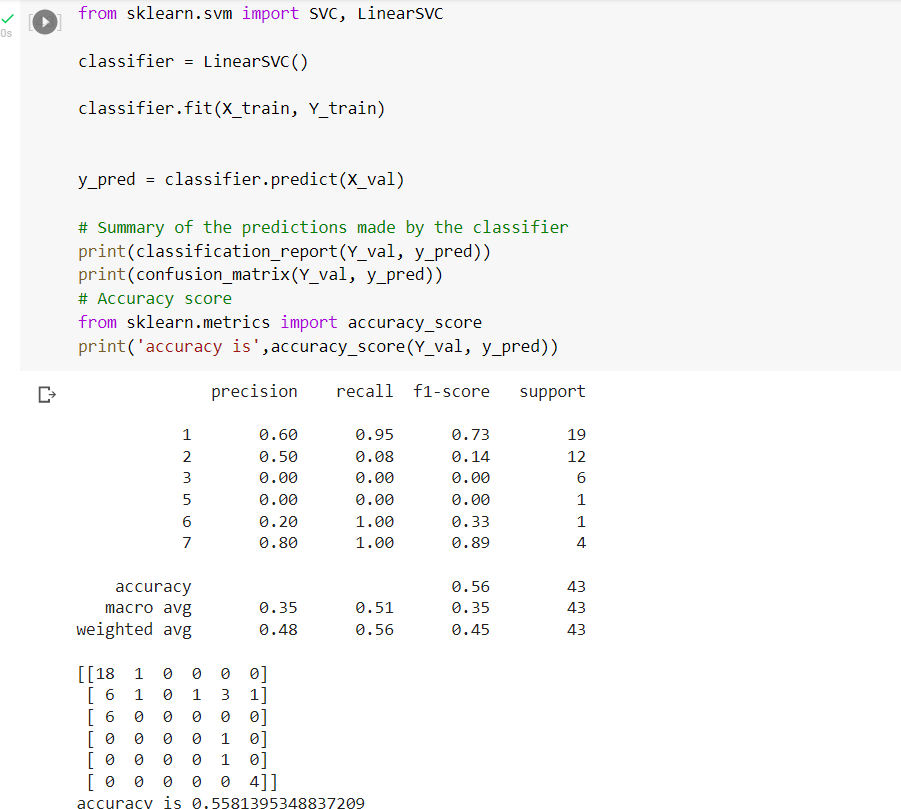 0s
from sklearn.svm import SVC, LinearSVC
classifier = LinearSVC()
classifier.fit(X_train, Y_train)
y_pred = classifier.predict(X_val)
# Summary of the predictions made by the classifier
print(classification_report(Y_val, y_pred))
print(confusion_matrix(Y_val, y_pred))
# Accuracy score
from sklearn.metrics import accuracy_score
print('accuracy is',accuracy_score(Y_val, y_pred))
precision recall f1-score support
1 0.60 0.95 0.73 19
2 0.50 0.08 0.14 12
3 0.00 0.00 0.00 6
5 0.00 0.00 0.00 1
6 0.20 1.00 0.33 1
7 0.80 1.00 0.89 4
accuracy 0.56 43
macro avg 0.35 0.51 0.35 43
weighted avg 0.48 0.56 0.45 43
[[18 1 0 0 0 0]
[ 6 1 0 1 3 1]
[ 6 0 0 0 0 0]
[ 0 0 0 0 1 0]
[ 0 0 0 0 1 0]
[ 0 0 0 0 0 4]]
accuracy is 0.5581395348837209